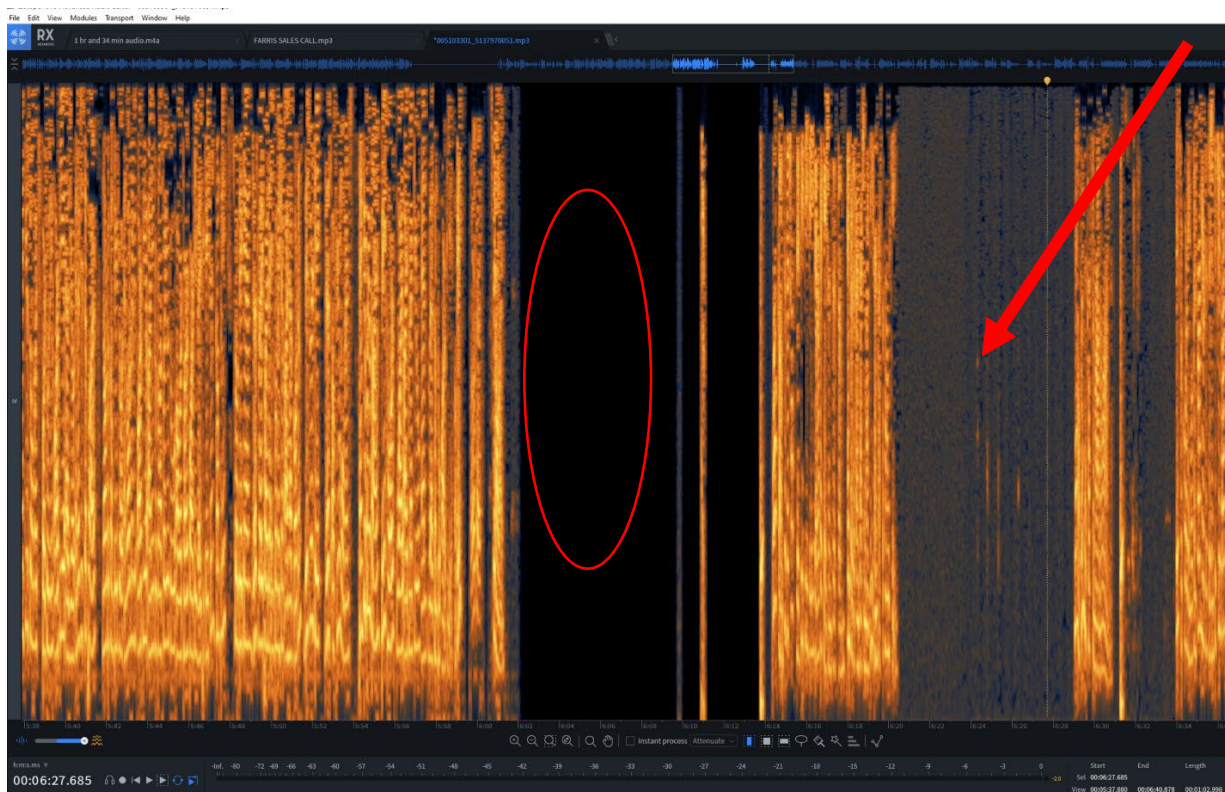 File Edit View Modules Transport Window Help
RX
ADVANCED
1 hr and 34 min audio.m4a × FARRIS SALES CALL.mp3 × *005103301_5137970051.mp3 ×
5:38 5:40 5:42 5:44 5:46 5:48 5:50 5:52 5:54 5:56 5:58 6:00 6:02 6:04 6:06 6:08 6:10 6:12 6:14 6:16 6:18 6:20 6:22 6:24 6:26 6:28 6:30 6:32 6:34
Instant process Attenuate
h:m:s.ms
-Inf. -80 -72 -69 -66 -63 -60 -57 -54 -51 -48 -45 -42 -39 -36 -33 -30 -27 -24 -21 -18 -15 -12 -9 -6 -3 0
Start End Length
00:06:27.685
-2.0
Sel 00:06:27.685
View 00:05:37.880 00:06:40.878 00:01:02.998